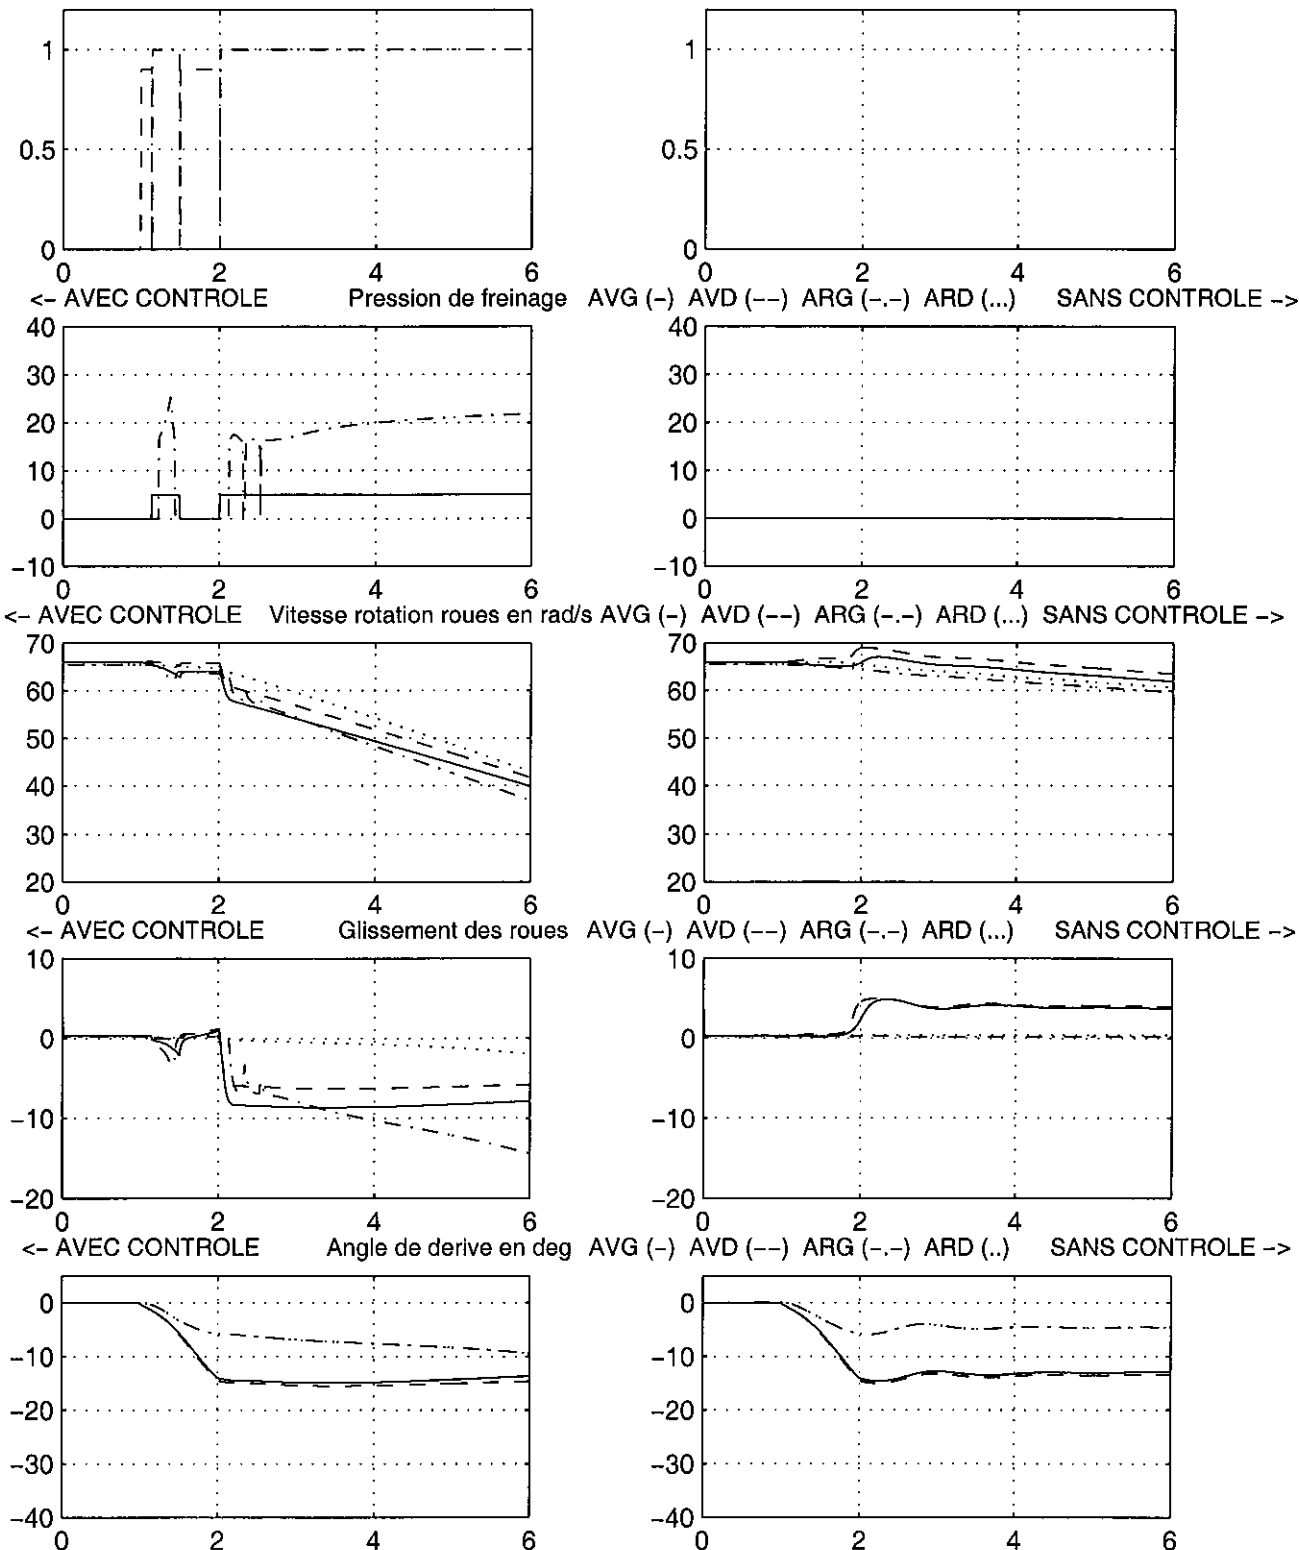 1 1
0.5 0.5
0 0
0 2 4 6 0 2 4 6
<- AVEC CONTROLE Pression de freinage AVG (-) AVD (--) ARG (-.-) ARD (...) SANS CONTROLE ->
40 40
30 30
20 20
10 10
0 0
-10 -10
0 2 4 6 0 2 4 6
<- AVEC CONTROLE Vitesse rotation roues en rad/s AVG (-) AVD (--) ARG (-.-) ARD (...) SANS CONTROLE ->
70 70
60 60
50 50
40 40
30 30
20 20
0 2 4 6 0 2 4 6
<- AVEC CONTROLE Glissement des roues AVG (-) AVD (--) ARG (-.-) ARD (...) SANS CONTROLE ->
10 10
0 0
-10 -10
-20 -20
0 2 4 6 0 2 4 6
<- AVEC CONTROLE Angle de derive en deg AVG (-) AVD (--) ARG (-.-) ARD (..) SANS CONTROLE ->
0 0
-10 -10
-20 -20
-30 -30
-40 -40
0 2 4 6 0 2 4 6